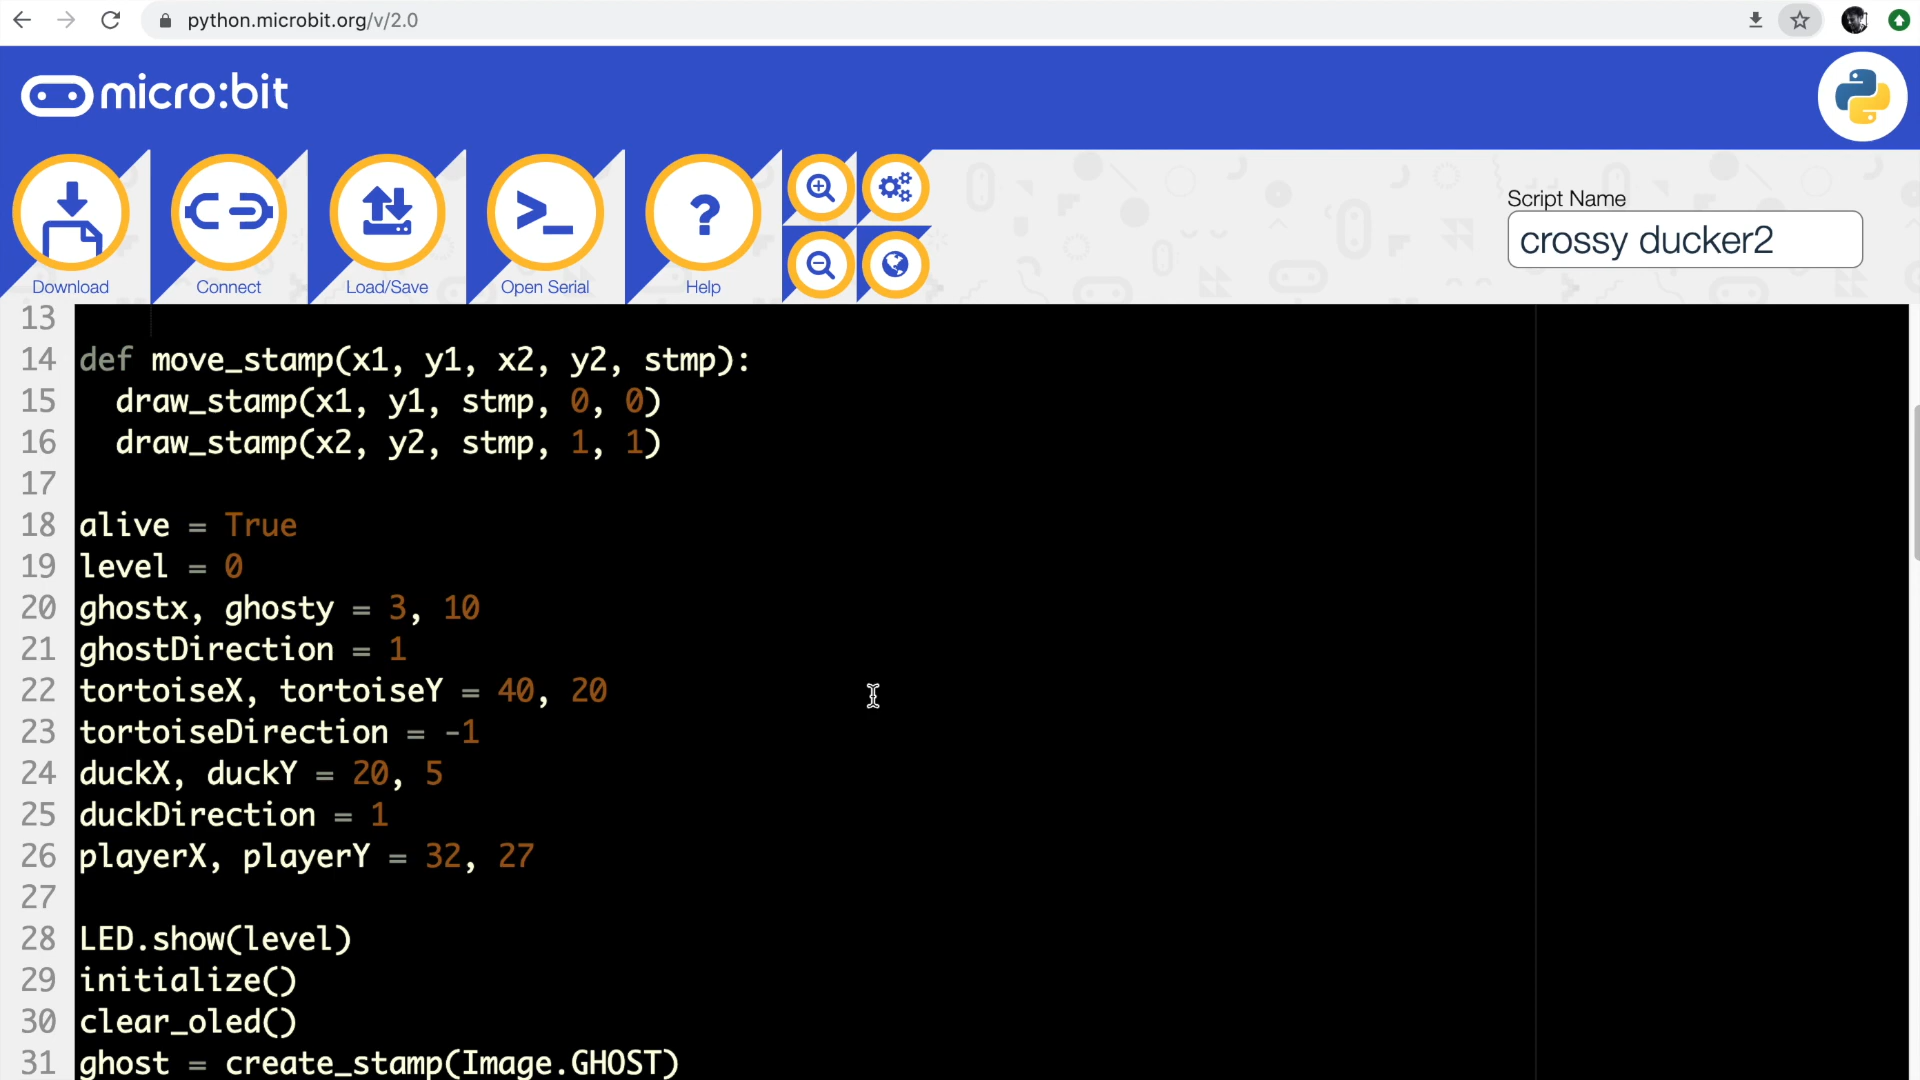 python.microbit.org/v/2.0
micro:bit
Script Name
crossy ducker2
Download
Connect
Load/Save
Open Serial
Help
13
14 def move_stamp(x1, y1, x2, y2, stmp):
15 draw_stamp(x1, y1, stmp, 0, 0)
16 draw_stamp(x2, y2, stmp, 1, 1)
17
18 alive = True
19 level = 0
20 ghostx, ghosty = 3, 10
21 ghostDirection = 1
22 tortoiseX, tortoiseY = 40, 20
23 tortoiseDirection = -1
24 duckX, duckY = 20, 5
25 duckDirection = 1
26 playerX, playerY = 32, 27
27
28 LED.show(level)
29 initialize()
30 clear_oled()
31 ghost = create_stamp(Image.GHOST)